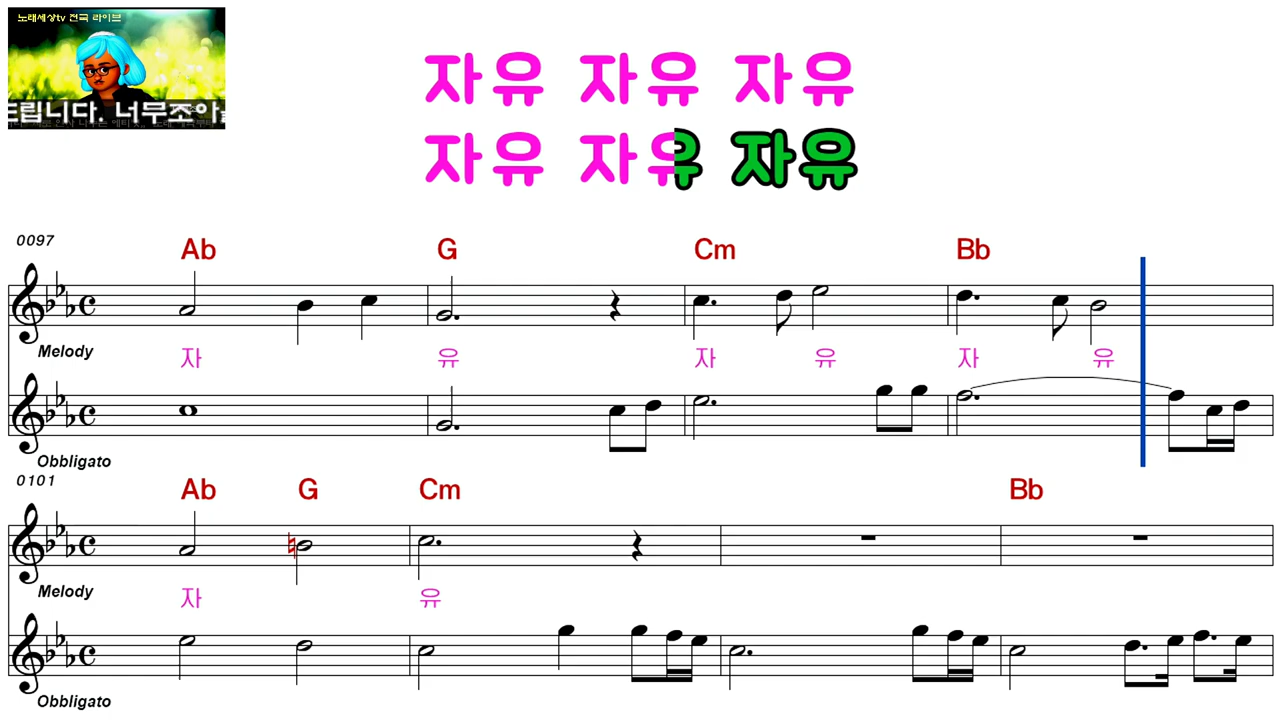 노래세상tv 전국 라이브
드립니다. 너무조아
자유 자유 자유
자유 자유 자유
0097
Ab G Cm Bb
Melody
자 유 자 유 자 유
Obbligato
0101
Ab G Cm Bb
Melody
자 유
Obbligato